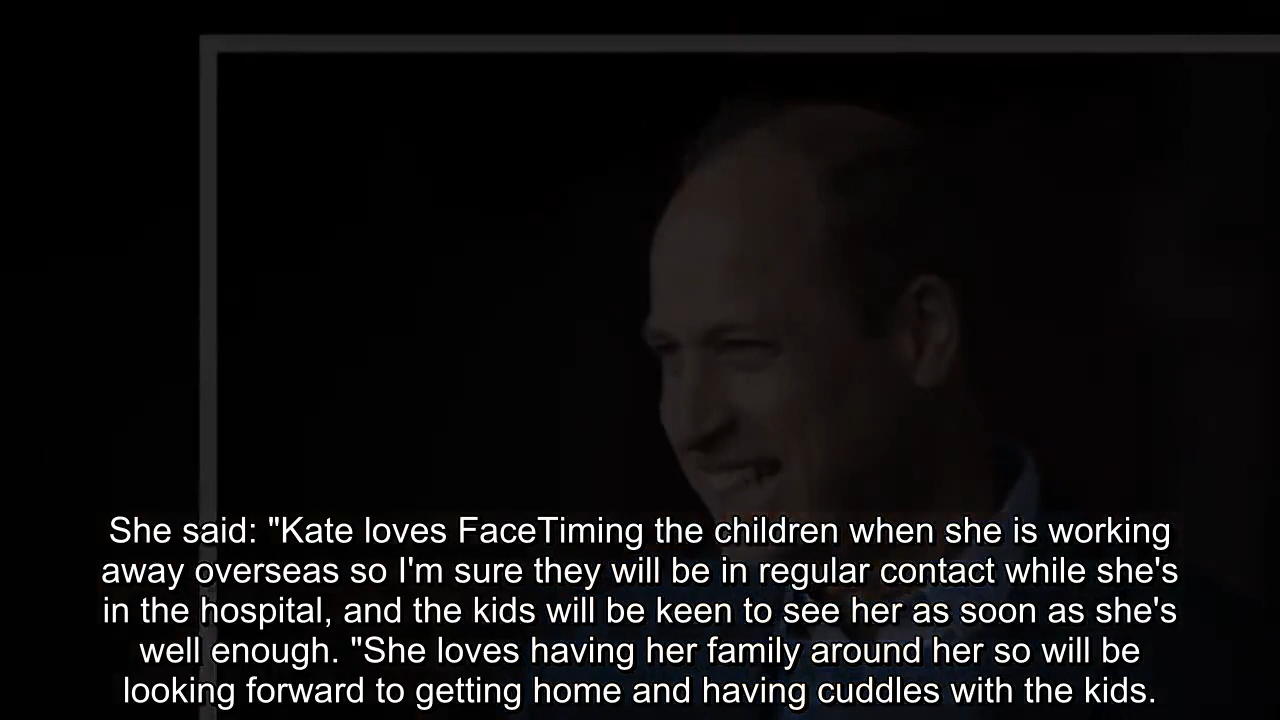 She said: "Kate loves FaceTiming the children when she is working
away overseas so I'm sure they will be in regular contact while she's
in the hospital, and the kids will be keen to see her as soon as she's
well enough. "She loves having her family around her so will be
looking forward to getting home and having cuddles with the kids.